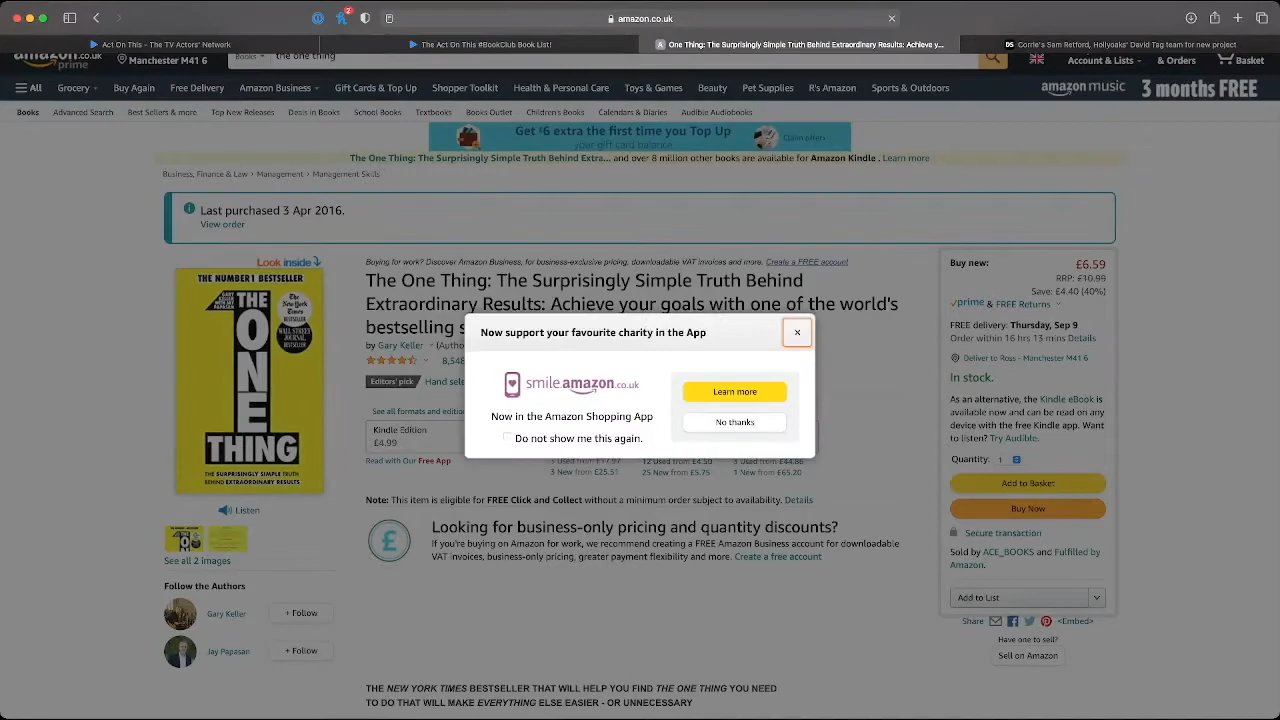 2
amazon.co.uk
Act On This - The TV Actors' Network
The Act On This #BookClub Book List!
One Thing: The Surprisingly Simple Truth Behind Extraordinary Results: Achieve y...
Corrie's Sam Retford, Hollyoaks' David Tag team for new project
amazon.co.uk
prime
Manchester M41 6
Books
the one thing
Account & Lists
& Orders
Basket
All
Grocery
Buy Again
Free Delivery
Amazon Business
Gift Cards & Top Up
Shopper Toolkit
Health & Personal Care
Toys & Games
Beauty
Pet Supplies
R's Amazon
Sports & Outdoors
amazon music 3 months FREE
Books
Advanced Search
Best Sellers & more
Top New Releases
Deals in Books
School Books
Textbooks
Books Outlet
Children's Books
Calendars & Diaries
Audible Audiobooks
Get £6 extra the first time you Top Up
your gift card balance
Claim offer›
The One Thing: The Surprisingly Simple Truth Behind Extra... and over 8 million other books are available for Amazon Kindle . Learn more
Business, Finance & Law › Management › Management Skills
Last purchased 3 Apr 2016.
View order
Look inside
THE NUMBER 1 BESTSELLER
GARY KELLER WITH JAY PAPASAN
The New York Times BESTSELLER
WALL STREET JOURNAL BESTSELLER
THE
ONE
THING
THE SURPRISINGLY SIMPLE TRUTH
BEHIND EXTRAORDINARY RESULTS
Listen
See all 2 images
Follow the Authors
Gary Keller
+ Follow
Jay Papasan
+ Follow
Buying for work? Discover Amazon Business, for business-exclusive pricing, downloadable VAT invoices and more. Create a FREE account
The One Thing: The Surprisingly Simple Truth Behind
Extraordinary Results: Achieve your goals with one of the world's
bestselling s
by Gary Keller (Autho
8,548
Editors' pick
Hand sele
See all formats and edition
Kindle Edition
£4.99
Read with Our Free App
Now support your favourite charity in the App
×
smile.amazon.co.uk
Now in the Amazon Shopping App
Do not show me this again.
Learn more
No thanks
3 Used from £17.97
3 New from £25.51
12 Used from £4.50
25 New from £5.75
3 Used from £44.86
1 New from £65.20
Note: This item is eligible for FREE Click and Collect without a minimum order subject to availability. Details
£
Looking for business-only pricing and quantity discounts?
If you're buying on Amazon for work, we recommend creating a FREE Amazon Business account for downloadable
VAT invoices, business-only pricing, greater payment flexibility and more. Create a free account
THE NEW YORK TIMES BESTSELLER THAT WILL HELP YOU FIND THE ONE THING YOU NEED
TO DO THAT WILL MAKE EVERYTHING ELSE EASIER - OR UNNECESSARY
Buy new:
£6.59
RRP: £10.99
Save: £4.40 (40%)
prime & FREE Returns
FREE delivery: Thursday, Sep 9
Order within 16 hrs 13 mins Details
Deliver to Ross - Manchester M41 6
In stock.
As an alternative, the Kindle eBook is
available now and can be read on any
device with the free Kindle app. Want
to listen? Try Audible.
Quantity: 1
Add to Basket
Buy Now
Secure transaction
Sold by ACE_BOOKS and Fulfilled by
Amazon.
Add to List
Share
<Embed>
Have one to sell?
Sell on Amazon